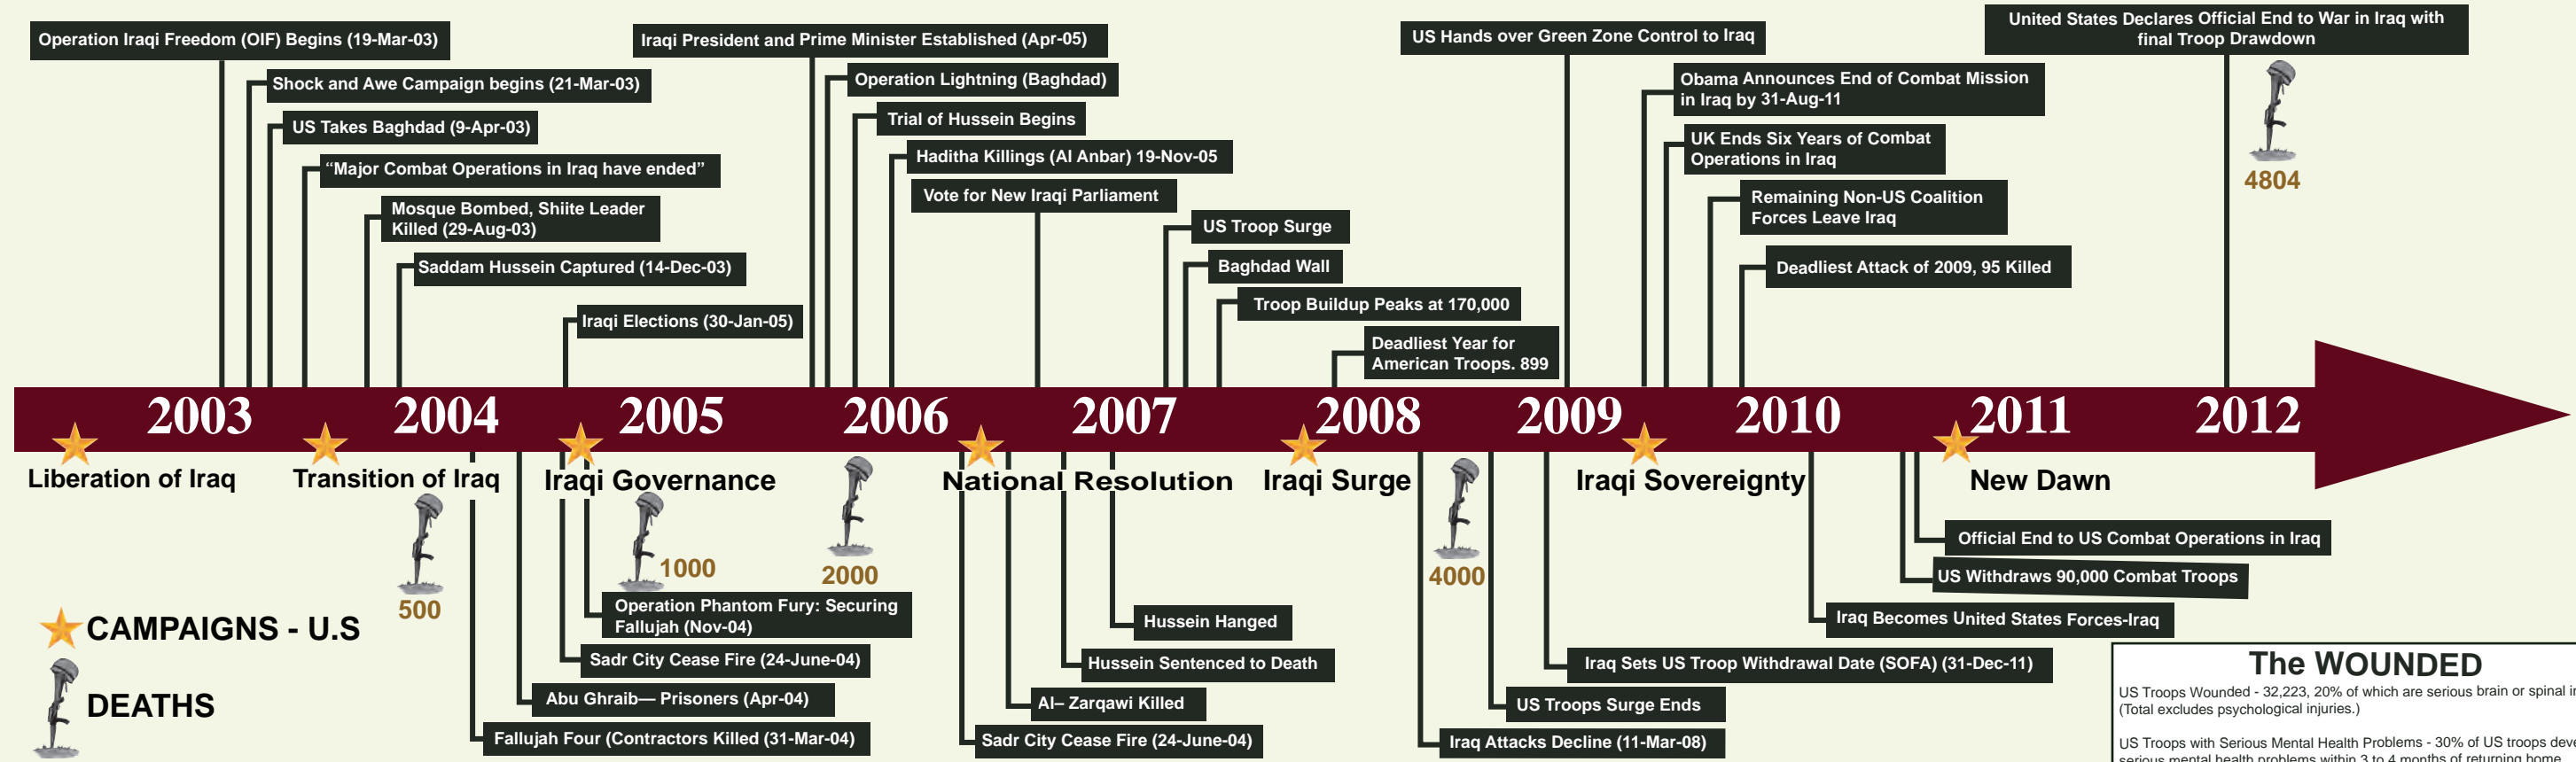 Operation Iraqi Freedom (OIF) Begins (19-Mar-03)
Shock and Awe Campaign begins (21-Mar-03)
US Takes Baghdad (9-Apr-03)
“Major Combat Operations in Iraq have ended”
Mosque Bombed, Shiite Leader
Killed (29-Aug-03)
Saddam Hussein Captured (14-Dec-03)
Iraqi Elections (30-Jan-05)
Iraqi President and Prime Minister Established (Apr-05)
Operation Lightning (Baghdad)
Trial of Hussein Begins
Haditha Killings (Al Anbar) 19-Nov-05
Vote for New Iraqi Parliament
US Troop Surge
Baghdad Wall
Troop Buildup Peaks at 170,000
Deadliest Year for
American Troops. 899
US Hands over Green Zone Control to Iraq
Obama Announces End of Combat Mission
in Iraq by 31-Aug-11
UK Ends Six Years of Combat
Operations in Iraq
Remaining Non-US Coalition
Forces Leave Iraq
Deadliest Attack of 2009, 95 Killed
United States Declares Official End to War in Iraq with
final Troop Drawdown
4804
2003 2004 2005 2006 2007 2008 2009 2010 2011 2012
Liberation of Iraq
Transition of Iraq
Iraqi Governance
National Resolution
Iraqi Surge
Iraqi Sovereignty
New Dawn
500
1000
2000
4000
CAMPAIGNS - U.S
DEATHS
Operation Phantom Fury: Securing
Fallujah (Nov-04)
Sadr City Cease Fire (24-June-04)
Abu Ghraib— Prisoners (Apr-04)
Fallujah Four (Contractors Killed (31-Mar-04)
Hussein Hanged
Hussein Sentenced to Death
Al– Zarqawi Killed
Sadr City Cease Fire (24-June-04)
Official End to US Combat Operations in Iraq
US Withdraws 90,000 Combat Troops
Iraq Becomes United States Forces-Iraq
Iraq Sets US Troop Withdrawal Date (SOFA) (31-Dec-11)
US Troops Surge Ends
Iraq Attacks Decline (11-Mar-08)
The WOUNDED
US Troops Wounded - 32,223, 20% of which are serious brain or spinal
(Total excludes psychological injuries.)
US Troops with Serious Mental Health Problems - 30% of US troops
serious mental health problems within 3 to 4 months of returning home